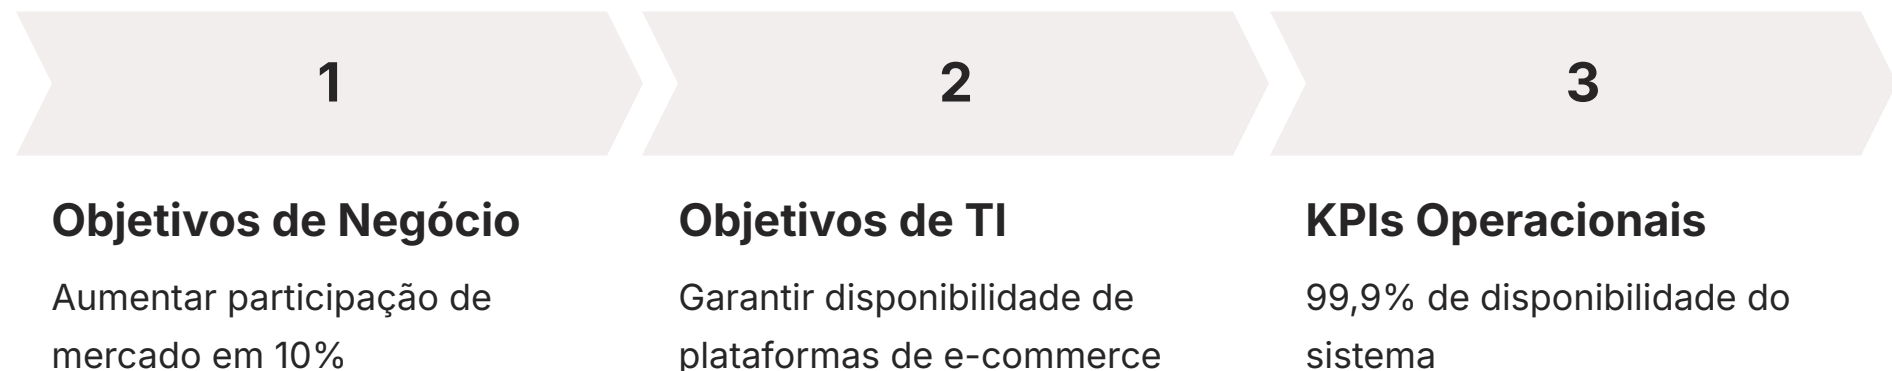 1
Objetivos de Negócio
Aumentar participação de
mercado em 10%
2
Objetivos de TI
Garantir disponibilidade de
plataformas de e-commerce
3
KPIs Operacionais
99,9% de disponibilidade do
sistema